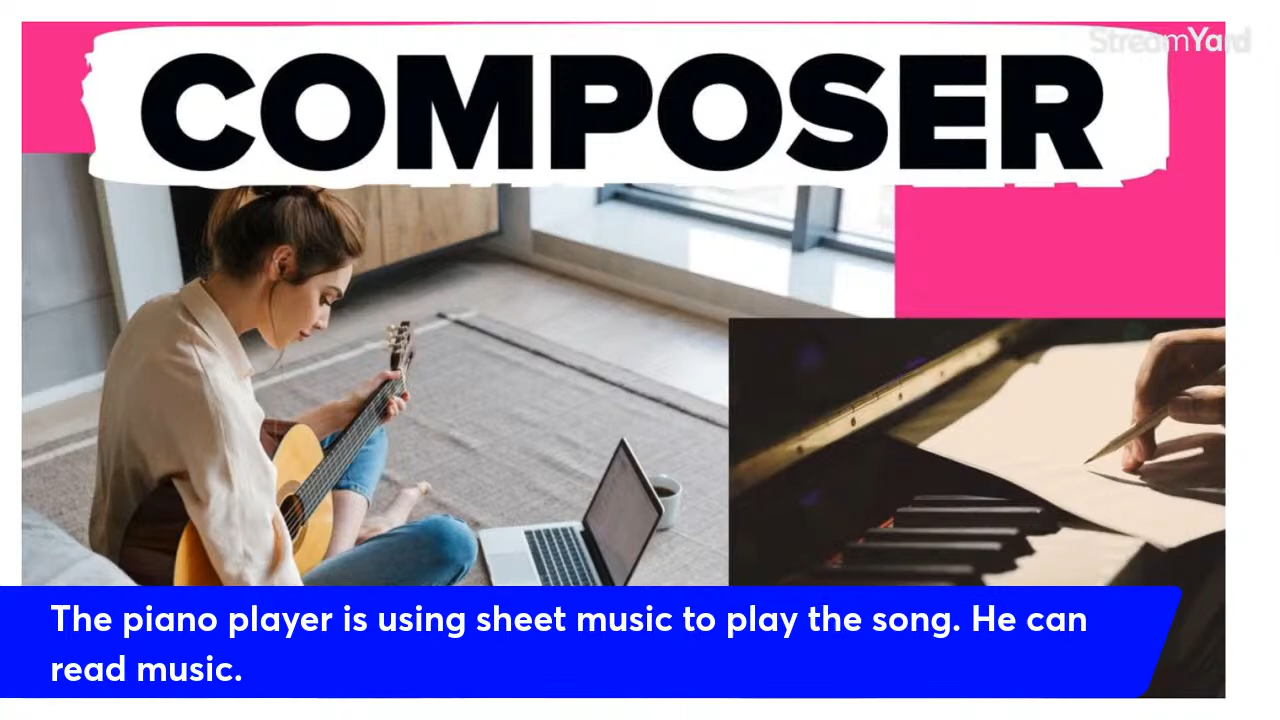 StreamYard
COMPOSER
The piano player is using sheet music to play the song. He can
read music.